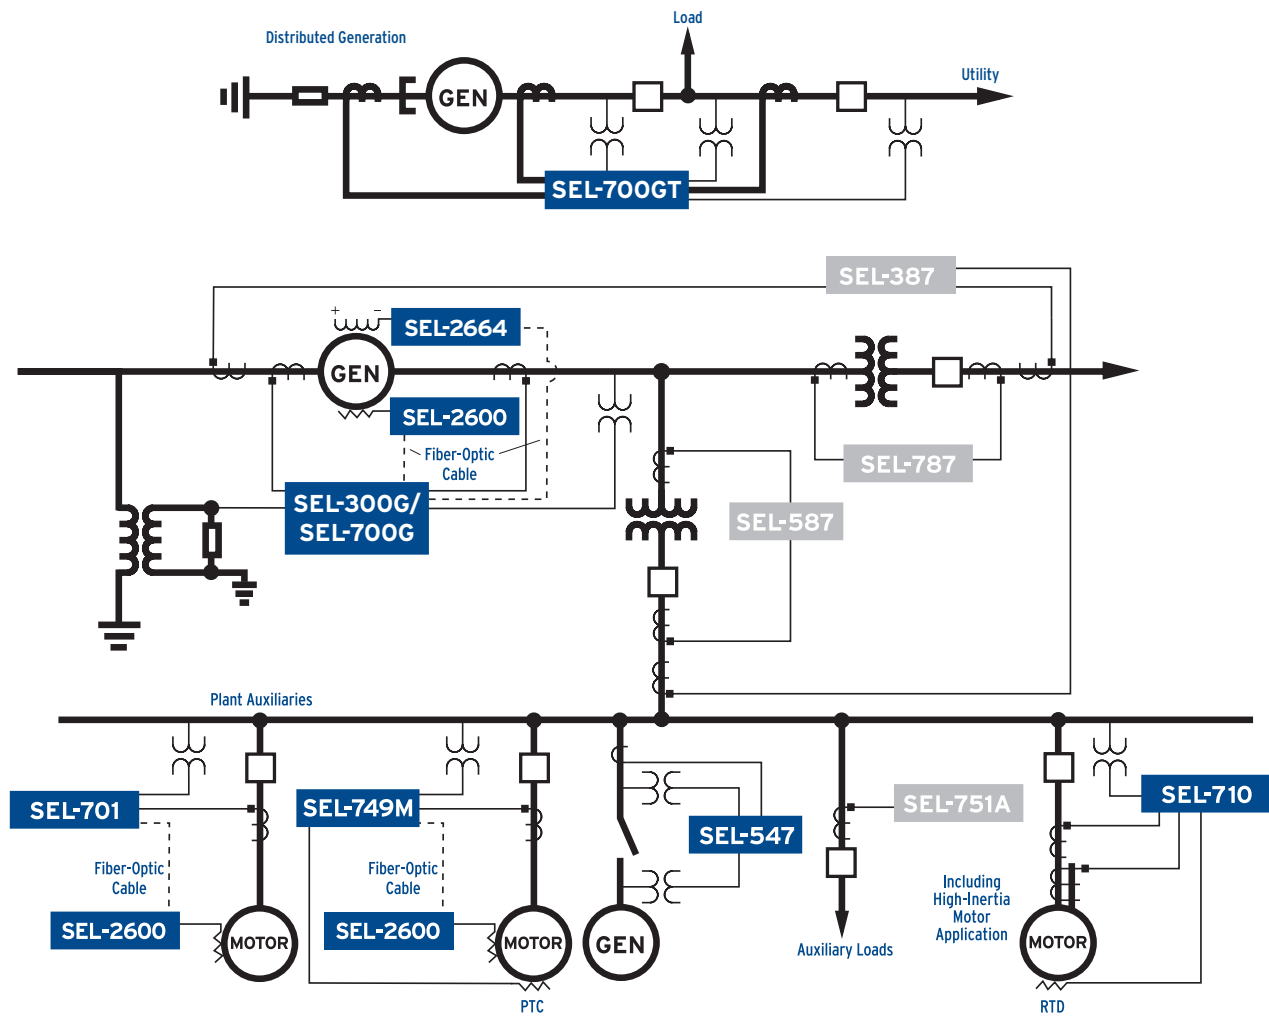 Load
Distributed Generation
Utility
GEN
SEL-700GT
SEL-387
+ -
SEL-2664
GEN
SEL-2600
Fiber-Optic
Cable
SEL-787
SEL-300G/
SEL-700G
SEL-587
Plant Auxiliaries
SEL-701
SEL-749M
SEL-547
SEL-751A
SEL-710
Fiber-Optic
Cable
Fiber-Optic
Cable
Including
High-Inertia
Motor
Application
SEL-2600
MOTOR
SEL-2600
MOTOR
GEN
Auxiliary Loads
MOTOR
PTC
RTD